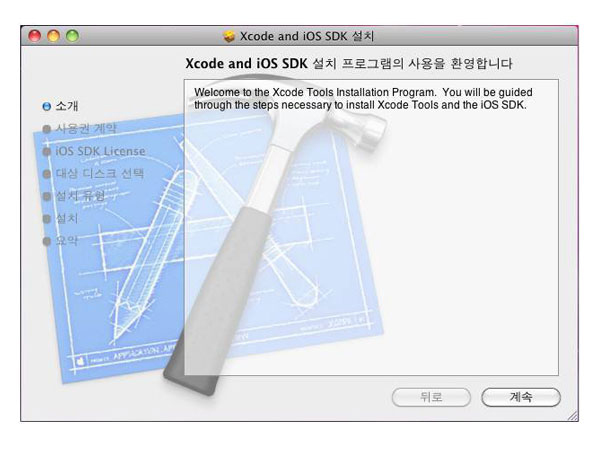 Xcode and iOS SDK 설치
Xcode and iOS SDK 설치 프로그램의 사용을 환영합니다
소개
사용권 계약
iOS SDK License
대상 디스크 선택
설치 유형
설치
요약
Welcome to the Xcode Tools Installation Program. You will be guided
through the steps necessary to install Xcode Tools and the iOS SDK.
뒤로
계속